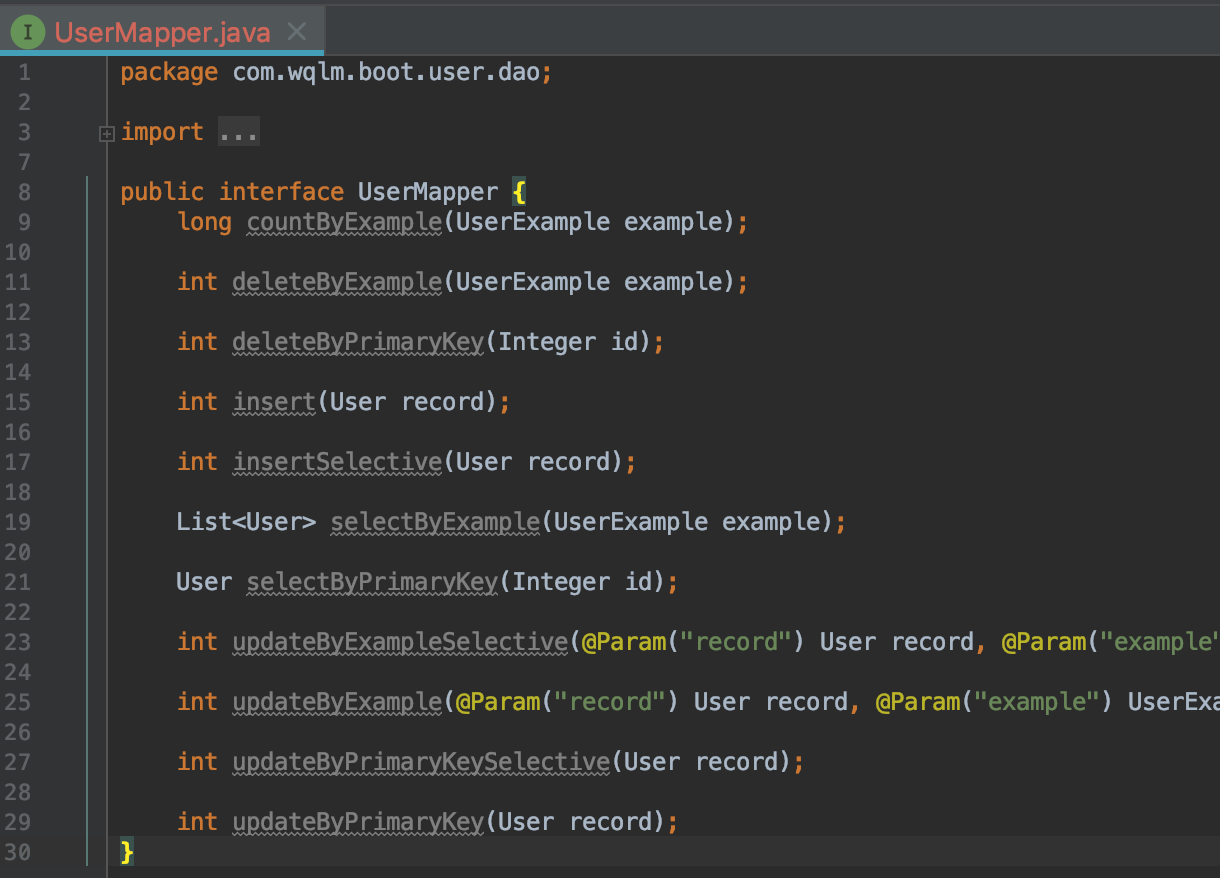 I UserMapper.java
1 package com.wqlm.boot.user.dao;
2
3 import ...
7
8 public interface UserMapper {
9 long countByExample(UserExample example);
10
11 int deleteByExample(UserExample example);
12
13 int deleteByPrimaryKey(Integer id);
14
15 int insert(User record);
16
17 int insertSelective(User record);
18
19 List<User> selectByExample(UserExample example);
20
21 User selectByPrimaryKey(Integer id);
22
23 int updateByExampleSelective(@Param("record") User record, @Param("example"
24
25 int updateByExample(@Param("record") User record, @Param("example") UserExa
26
27 int updateByPrimaryKeySelective(User record);
28
29 int updateByPrimaryKey(User record);
30 }